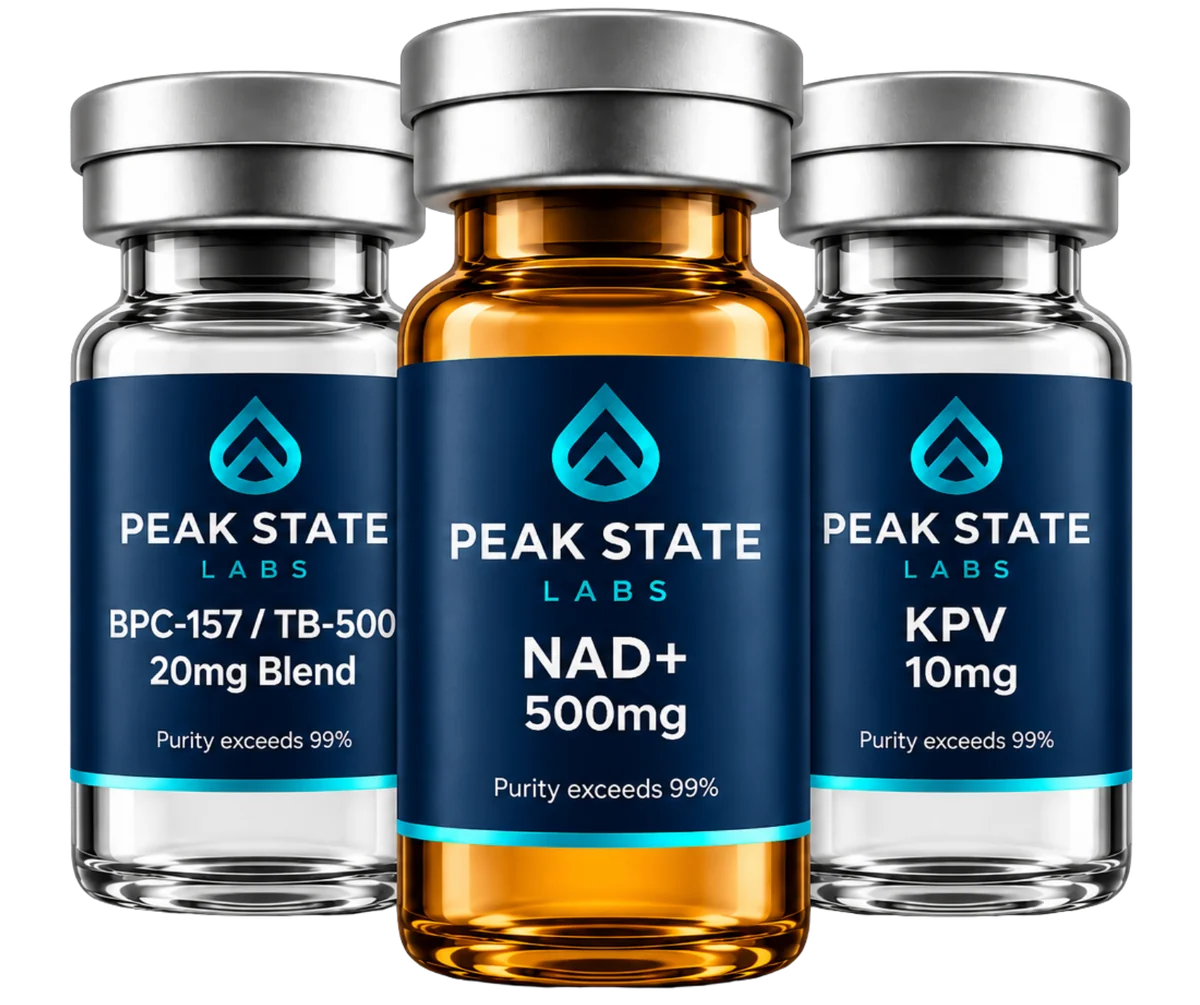 PEAK STATE
LABS
BPC-157 / TB-500
20mg Blend
Purity exceeds 99%
PEAK STATE
LABS
NAD+
500mg
Purity exceeds 99%
PEAK STATE
LABS
KPV
10mg
Purity exceeds 99%